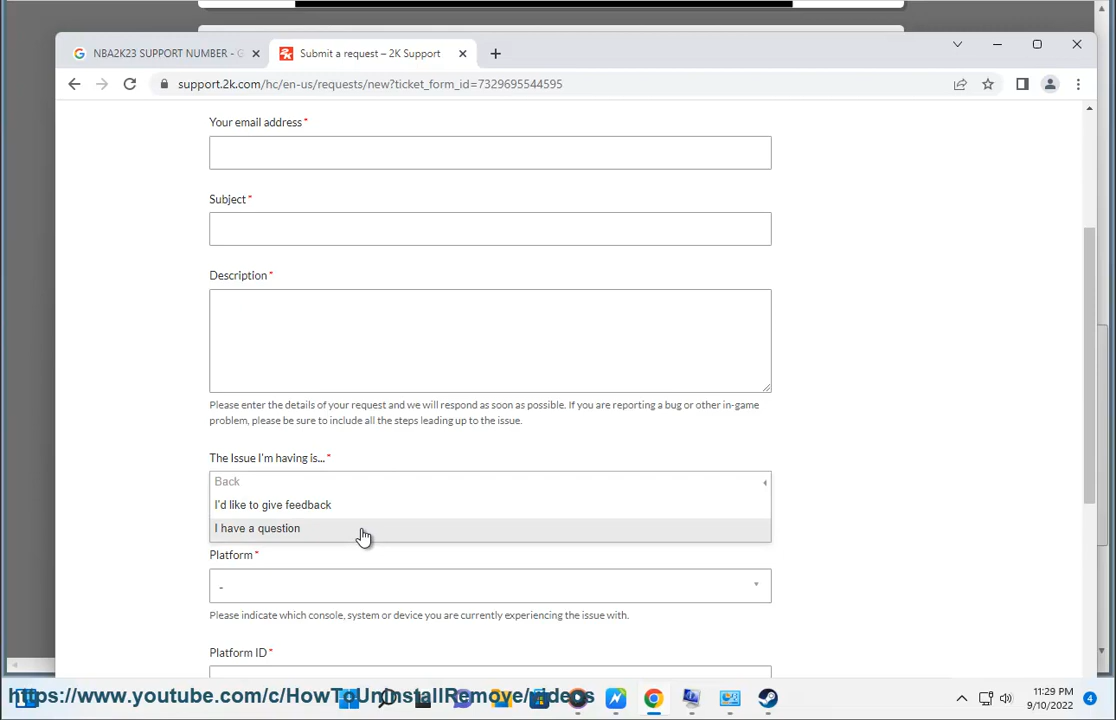 NBA2K23 SUPPORT NUMBER - G
Submit a request – 2K Support
support.2k.com/hc/en-us/requests/new?ticket_form_id=7329695544595
Your email address *
Subject *
Description *
Please enter the details of your request and we will respond as soon as possible. If you are reporting a bug or other in-game
problem, please be sure to include all the steps leading up to the issue.
The Issue I'm having is... *
Back
I'd like to give feedback
I have a question
Platform *
-
Please indicate which console, system or device you are currently experiencing the issue with.
Platform ID *
https://www.youtube.com/c/HowToUninstallRemove/videos
11:29 PM
9/10/2022
4